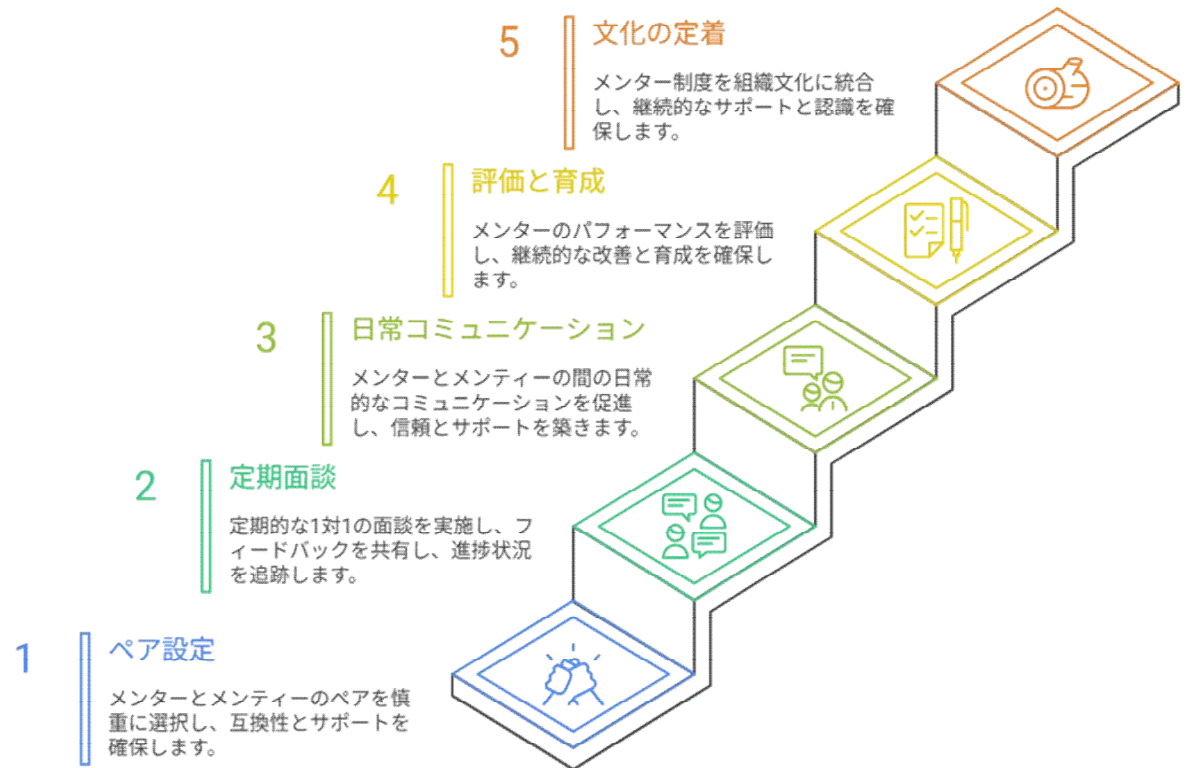 5
文化の定着
メンター制度を組織文化に統合
し、継続的なサポートと認識を確
保します。
4
評価と育成
メンターのパフォーマンスを評価
し、継続的な改善と育成を確保し
ます。
3
日常コミュニケーション
メンターとメンティーの間の日常
的なコミュニケーションを促進
し、信頼とサポートを築きます。
2
定期面談
定期的な1対1の面談を実施し、フ
ィードバックを共有し、進捗状況
を追跡します。
1
ペア設定
メンターとメンティーのペアを慎
重に選択し、互換性とサポートを
確保します。